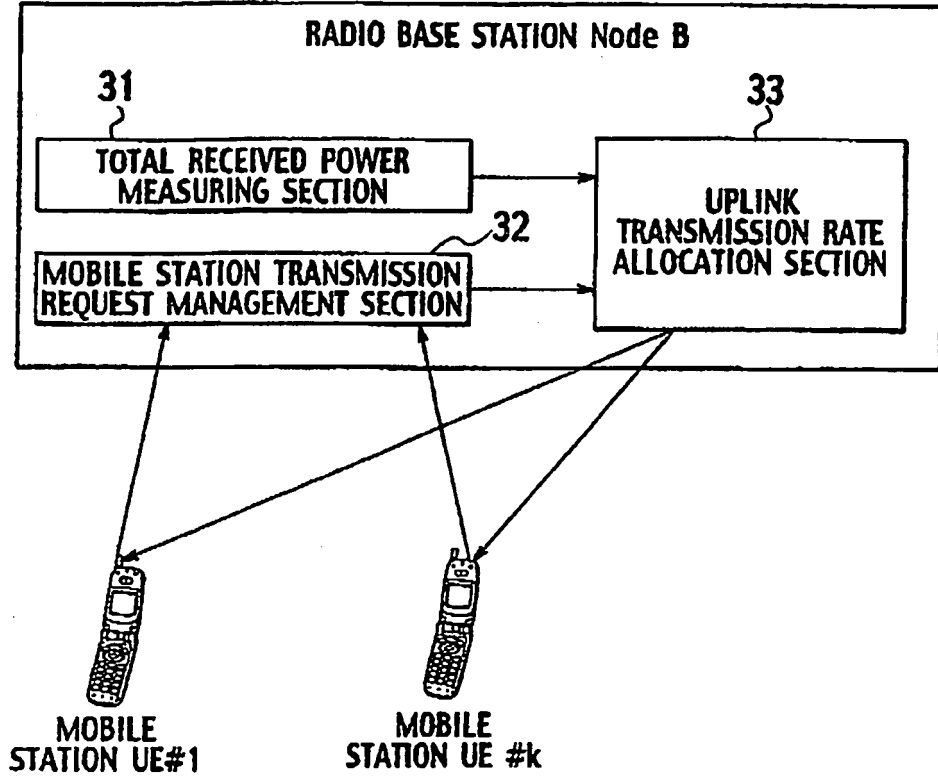 RADIO BASE STATION Node B
31
33
TOTAL RECEIVED POWER
MEASURING SECTION
UPLINK
TRANSMISSION RATE
ALLOCATION SECTION
32
MOBILE STATION TRANSMISSION
REQUEST MANAGEMENT SECTION
MOBILE
STATION UE#1
MOBILE
STATION UE #k